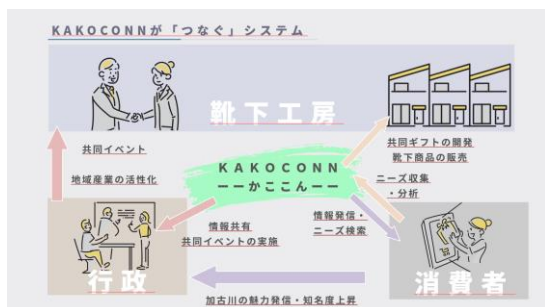 KAKOCONNが「つなぐ」システム
靴下工房
共同イベント
地域産業の活性化
共同ギフトの開発
靴下商品の販売
ニーズ収集
・分析
KAKOCONN
ーーかここんーー
情報共有
共同イベントの実施
情報発信・
ニーズ検索
行政
消費者
加古川の魅力発信・知名度上昇